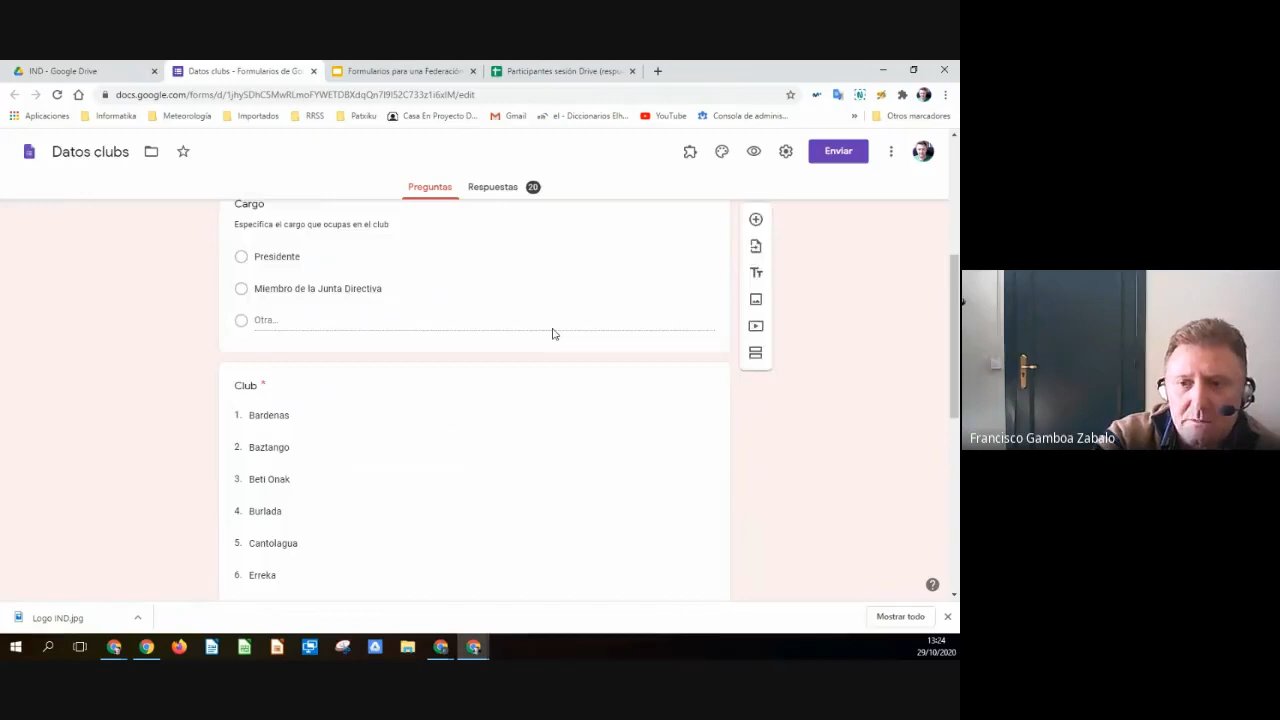 IND - Google Drive
Datos clubs - Formularios de Go
Formularios para una Federación
Participantes sesión Drive (respu
docs.google.com/forms/d/1jhySDhC5MwRLmoFYWETDBXdqQn7l9I52C733z1i6xlM/edit
Aplicaciones
Informatika
Meteorología
Importados
RRSS
Patxiku
Casa En Proyecto D...
Gmail
el - Diccionarios Elh...
YouTube
Consola de adminis...
»
Otros marcadores
Datos clubs
Enviar
Preguntas
Respuestas 20
Cargo
Especifica el cargo que ocupas en el club
Presidente
Miembro de la Junta Directiva
Otra...
Club *
1. Bardenas
2. Baztango
3. Beti Onak
4. Burlada
5. Cantolagua
6. Erreka
Francisco Gamboa Zabalo
Logo IND.jpg
Mostrar todo
13:24
29/10/2020